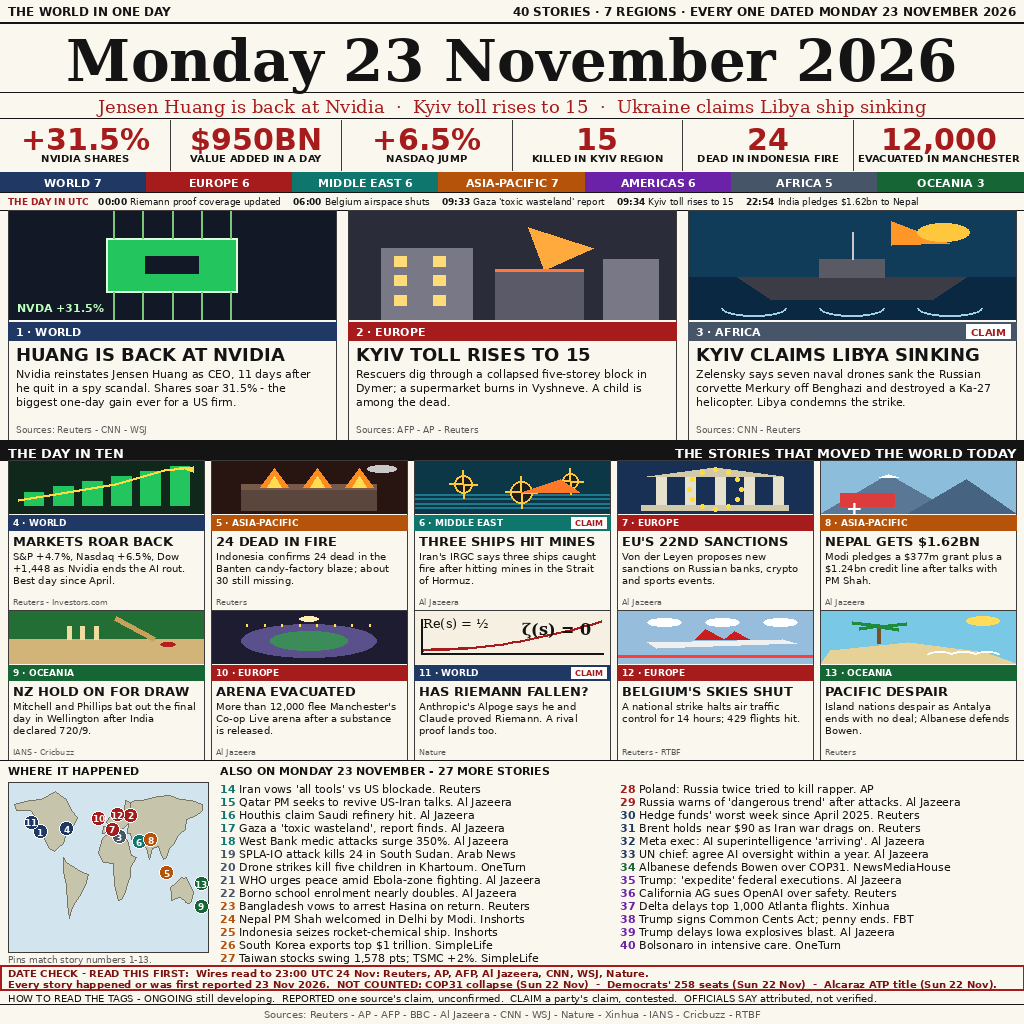 THE WORLD IN ONE DAY
40 STORIES · 7 REGIONS · EVERY ONE DATED MONDAY 23 NOVEMBER 2026
Monday 23 November 2026
Jensen Huang is back at Nvidia · Kyiv toll rises to 15 · Ukraine claims Libya ship sinking
+31.5%
NVIDIA SHARES
$950BN
VALUE ADDED IN A DAY
+6.5%
NASDAQ JUMP
15
KILLED IN KYIV REGION
24
DEAD IN INDONESIA FIRE
12,000
EVACUATED IN MANCHESTER
WORLD 7
EUROPE 6
MIDDLE EAST 6
ASIA-PACIFIC 7
AMERICAS 6
AFRICA 5
OCEANIA 3
THE DAY IN UTC 00:00 Riemann proof coverage updated 06:00 Belgium airspace shuts 09:33 Gaza 'toxic wasteland' report 09:34 Kyiv toll rises to 15 22:54 India pledges $1.62bn to Nepal
NVDA +31.5%
1 · WORLD
HUANG IS BACK AT NVIDIA
Nvidia reinstates Jensen Huang as CEO, 11 days after
he quit in a spy scandal. Shares soar 31.5% - the
biggest one-day gain ever for a US firm.
Sources: Reuters - CNN - WSJ
2 · EUROPE
KYIV TOLL RISES TO 15
Rescuers dig through a collapsed five-storey block in
Dymer; a supermarket burns in Vyshneve. A child is
among the dead.
Sources: AFP - AP - Reuters
3 · AFRICA
CLAIM
KYIV CLAIMS LIBYA SINKING
Zelensky says seven naval drones sank the Russian
corvette Merkury off Benghazi and destroyed a Ka-27
helicopter. Libya condemns the strike.
Sources: CNN - Reuters
THE DAY IN TEN
THE STORIES THAT MOVED THE WORLD TODAY
4 · WORLD
MARKETS ROAR BACK
S&P +4.7%, Nasdaq +6.5%, Dow
+1,448 as Nvidia ends the AI rout.
Best day since April.
Reuters - Investors.com
5 · ASIA-PACIFIC
24 DEAD IN FIRE
Indonesia confirms 24 dead in the
Banten candy-factory blaze; about
30 still missing.
Reuters
6 · MIDDLE EAST
CLAIM
THREE SHIPS HIT MINES
Iran's IRGC says three ships caught
fire after hitting mines in the Strait
of Hormuz.
Al Jazeera
7 · EUROPE
EU'S 22ND SANCTIONS
Von der Leyen proposes new
sanctions on Russian banks, crypto
and sports events.
Al Jazeera
8 · ASIA-PACIFIC
NEPAL GETS $1.62BN
Modi pledges a $377m grant plus a
$1.24bn credit line after talks with
PM Shah.
Reuters
9 · OCEANIA
NZ HOLD ON FOR DRAW
Mitchell and Phillips bat out the final
day in Wellington after India
declared 720/9.
IANS - Cricbuzz
10 · EUROPE
ARENA EVACUATED
More than 12,000 flee Manchester's
Co-op Live arena after a substance
is released.
Al Jazeera
Re(s) = ½
ζ(s) = 0
11 · WORLD
CLAIM
HAS RIEMANN FALLEN?
Anthropic's Alpoge says he and
Claude proved Riemann. A rival
proof lands too.
Nature
12 · EUROPE
BELGIUM'S SKIES SHUT
A national strike halts air traffic
control for 14 hours; 429 flights hit.
Reuters - RTBF
13 · OCEANIA
PACIFIC DESPAIR
Island nations despair as Antalya
ends with no deal; Albanese defends
Bowen.
Reuters
WHERE IT HAPPENED
11
1
4
10
12
2
7
3
6
8
5
13
9
Pins match story numbers 1-13.
ALSO ON MONDAY 23 NOVEMBER - 27 MORE STORIES
14 Iran vows 'all tools' vs US blockade. Reuters
15 Qatar PM seeks to revive US-Iran talks. Al Jazeera
16 Houthis claim Saudi refinery hit. Al Jazeera
17 Gaza a 'toxic wasteland', report finds. Al Jazeera
18 West Bank medic attacks surge 350%. Al Jazeera
19 SPLA-IO attack kills 24 in South Sudan. Arab News
20 Drone strikes kill five children in Khartoum. OneTurn
21 WHO urges peace amid Ebola-zone fighting. Al Jazeera
22 Borno school enrolment nearly doubles. Al Jazeera
23 Bangladesh vows to arrest Hasina on return. Reuters
24 Nepal PM Shah welcomed in Delhi by Modi. Inshorts
25 Indonesia seizes rocket-chemical ship. Inshorts
26 South Korea exports top $1 trillion. SimpleLife
27 Taiwan stocks swing 1,578 pts; TSMC +2%. SimpleLife
28 Poland: Russia twice tried to kill rapper. AP
29 Russia warns of 'dangerous trend' after attacks. Al Jazeera
30 Hedge funds' worst week since April 2025. Reuters
31 Brent holds near $90 as Iran war drags on. Reuters
32 Meta exec: AI superintelligence 'arriving'. Al Jazeera
33 UN chief: agree AI oversight within a year. Al Jazeera
34 Albanese defends Bowen over COP31. NewsMediaHouse
35 Trump: 'expedite' federal executions. Al Jazeera
36 California AG sues OpenAI over safety. Reuters
37 Delta delays top 1,000 Atlanta flights. Xinhua
38 Trump signs Common Cents Act; penny ends. FBT
39 Trump delays Iowa explosives blast. Al Jazeera
40 Bolsonaro in intensive care. OneTurn
DATE CHECK - READ THIS FIRST: Wires read to 23:00 UTC 24 Nov: Reuters, AP, AFP, Al Jazeera, CNN, WSJ, Nature.
Every story happened or was first reported 23 Nov 2026. NOT COUNTED: COP31 collapse (Sun 22 Nov) - Democrats' 258 seats (Sun 22 Nov) - Alcaraz ATP title (Sun 22 Nov).
HOW TO READ THE TAGS - ONGOING still developing. REPORTED one source's claim, unconfirmed. CLAIM a party's claim, contested. OFFICIALS SAY attributed, not verified.
Sources: Reuters - AP - AFP - BBC - Al Jazeera - CNN - WSJ - Nature - Xinhua - IANS - Cricbuzz - RTBF